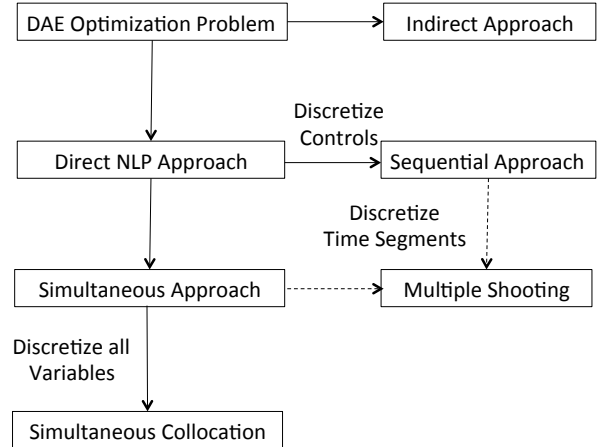 DAE Optimization Problem
Indirect Approach
Discretize
Controls
Direct NLP Approach
Sequential Approach
Discretize
Time Segments
Simultaneous Approach
Multiple Shooting
Discretize all
Variables
Simultaneous Collocation